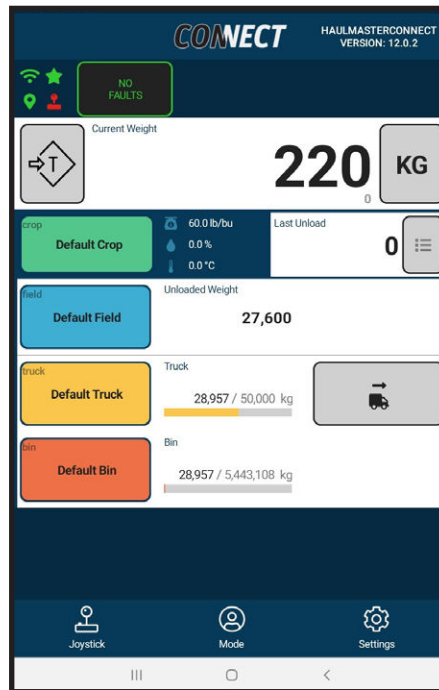 CONNECT
HAULMASTERCONNECT
VERSION: 12.0.2
NO
FAULTS
Current Weight
T
220
KG
0
crop
Default Crop
60.0 lb/bu
0.0 %
0.0 °C
Last Unload
0
field
Default Field
Unloaded Weight
27,600
truck
Default Truck
Truck
28,957 / 50,000 kg
bin
Default Bin
Bin
28,957 / 5,443,108 kg
Joystick
Mode
Settings